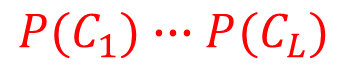 P(C₁) ⋯ P(C_L)